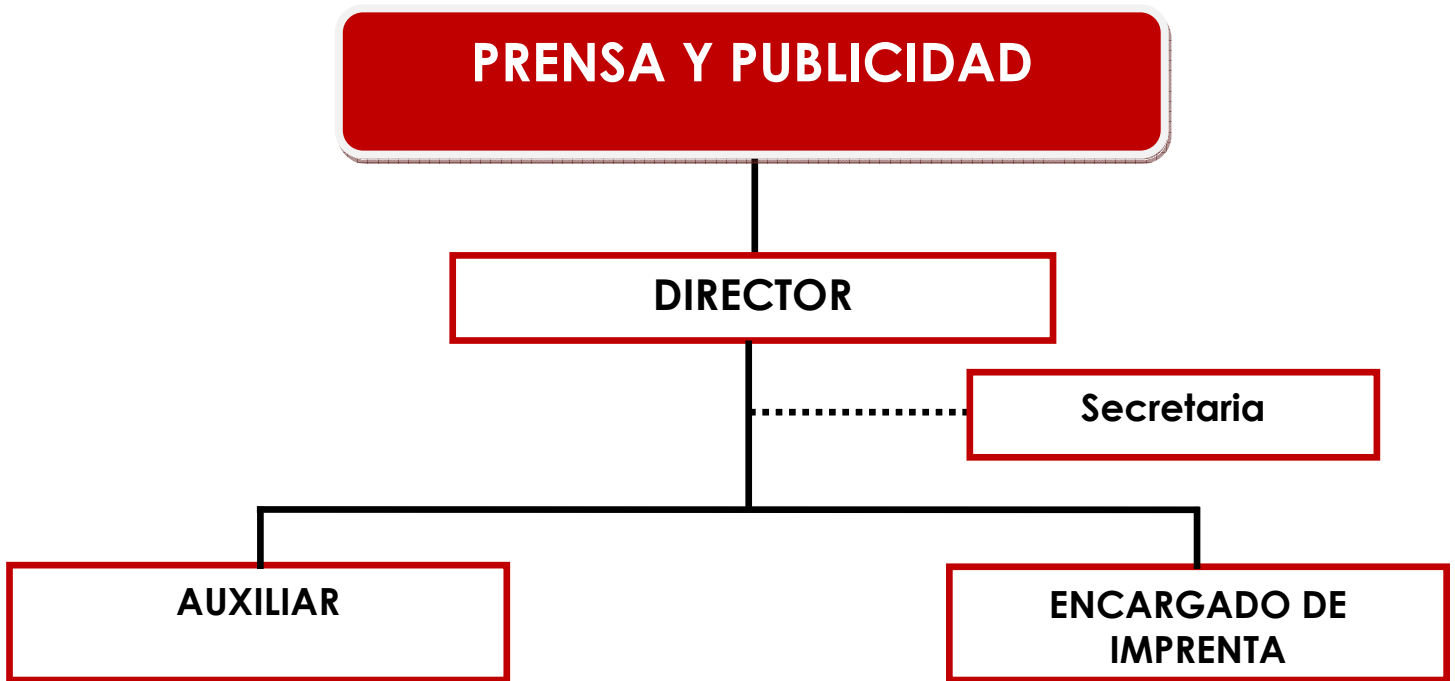 PRENSA Y PUBLICIDAD
DIRECTOR
Secretaria
AUXILIAR
ENCARGADO DE
IMPRENTA